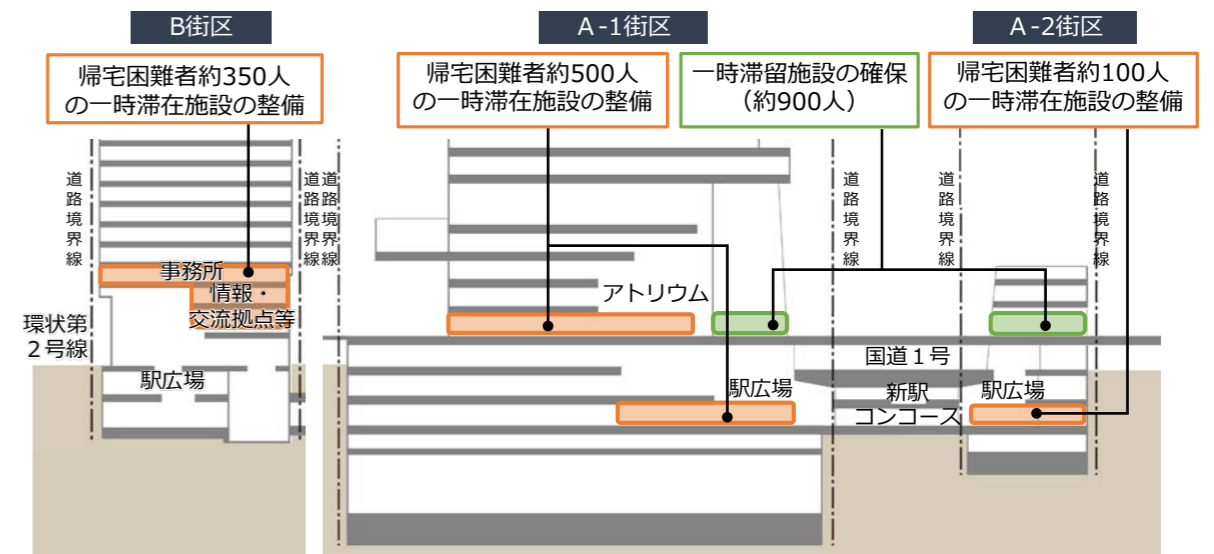 B街区
A-1街区
A-2街区
帰宅困難者約350人
の一時滞在施設の整備
帰宅困難者約500人
の一時滞在施設の整備
一時滞留施設の確保
（約900人）
帰宅困難者約100人
の一時滞在施設の整備
道路境界線
道路境界線
道路境界線
道路境界線
道路境界線
道路境界線
事務所
情報・
交流拠点等
アトリウム
環状第
２号線
国道１号
駅広場
駅広場
新駅
コンコース
駅広場